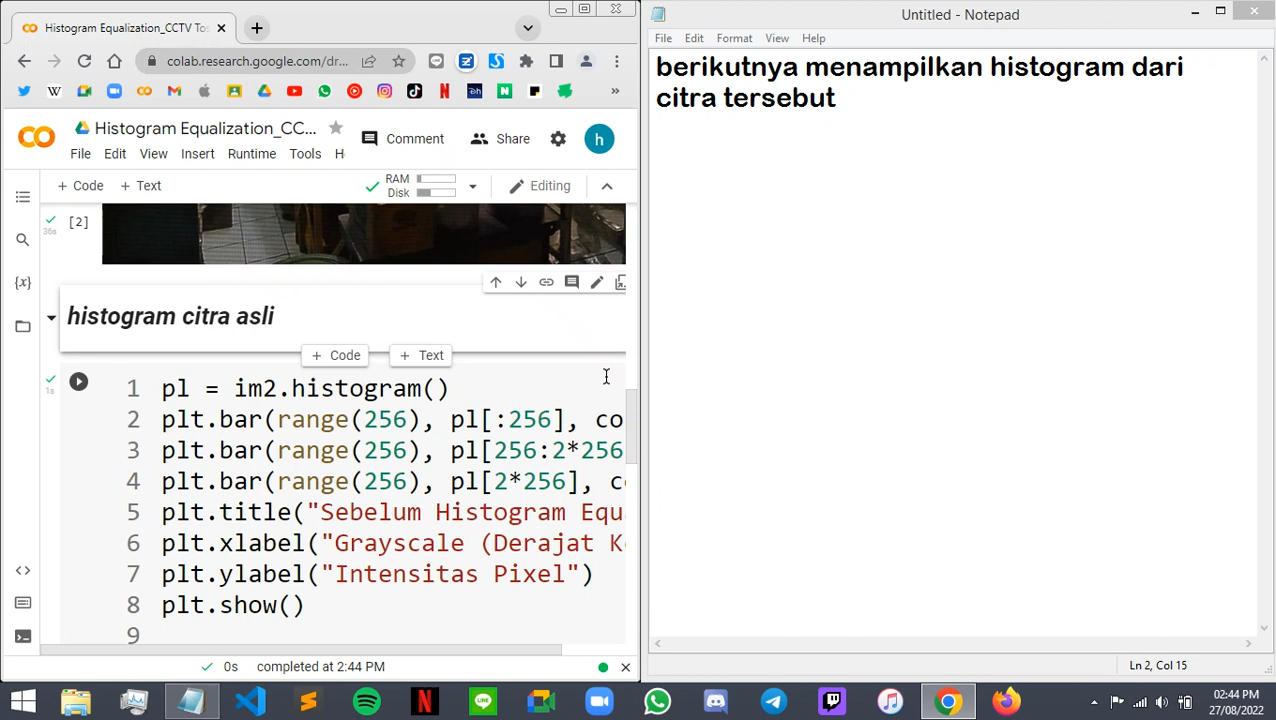 Histogram Equalization_CCTV To
Untitled - Notepad
colab.research.google.com/dr...
File Edit Format View Help
berikutnya menampilkan histogram dari
citra tersebut
Histogram Equalization_CC...
Comment Share h
File Edit View Insert Runtime Tools H
+ Code + Text
RAM
Disk
Editing
[2]
36s
histogram citra asli
+ Code + Text
1s
1 pl = im2.histogram()
2 plt.bar(range(256), pl[:256], co
3 plt.bar(range(256), pl[256:2*256
4 plt.bar(range(256), pl[2*256], c
5 plt.title("Sebelum Histogram Equ
6 plt.xlabel("Grayscale (Derajat K
7 plt.ylabel("Intensitas Pixel")
8 plt.show()
9
0s completed at 2:44 PM
Ln 2, Col 15
02:44 PM
27/08/2022